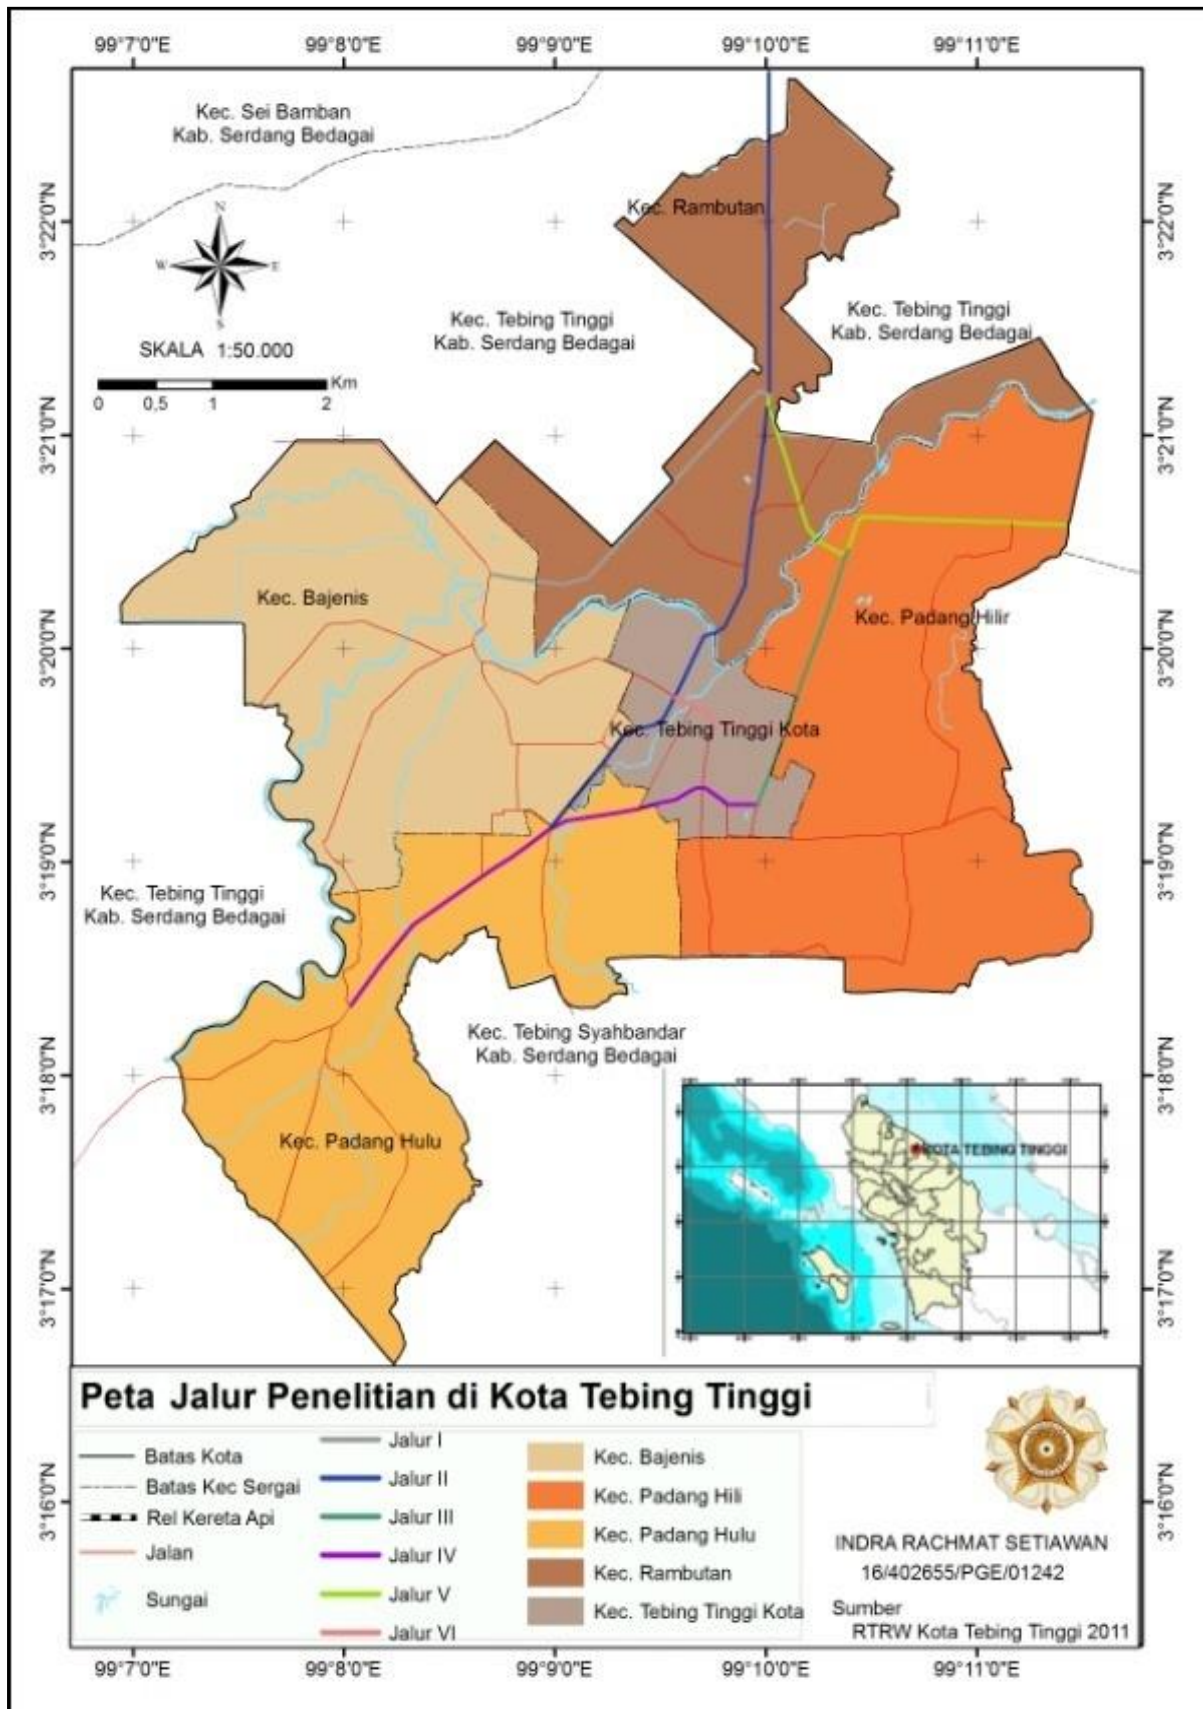 99°7'0"E 99°8'0"E 99°9'0"E 99°10'0"E 99°11'0"E
Kec. Sei Bamban
Kab. Serdang Bedagai
3°22'0"N
Kec. Rambutan
3°22'0"N
N
W E
S
Kec. Tebing Tinggi
Kab. Serdang Bedagai
Kec. Tebing Tinggi
Kab. Serdang Bedagai
SKALA 1:50.000
Km
0 0,5 1 2
3°21'0"N
3°21'0"N
Kec. Bajenis
Kec. Padang Hilir
3°20'0"N
3°20'0"N
Kec. Tebing Tinggi Kota
3°19'0"N
3°19'0"N
Kec. Tebing Tinggi
Kab. Serdang Bedagai
Kec. Tebing Syahbandar
Kab. Serdang Bedagai
3°18'0"N
3°18'0"N
Kec. Padang Hulu
KOTA TEBING TINGGI
3°17'0"N
3°17'0"N
Peta Jalur Penelitian di Kota Tebing Tinggi
Batas Kota
Batas Kec Sergai
Rel Kereta Api
Jalan
Sungai
Jalur I
Jalur II
Jalur III
Jalur IV
Jalur V
Jalur VI
Kec. Bajenis
Kec. Padang Hili
Kec. Padang Hulu
Kec. Rambutan
Kec. Tebing Tinggi Kota
3°16'0"N
3°16'0"N
INDRA RACHMAT SETIAWAN
16/402655/PGE/01242
Sumber
RTRW Kota Tebing Tinggi 2011
99°7'0"E 99°8'0"E 99°9'0"E 99°10'0"E 99°11'0"E